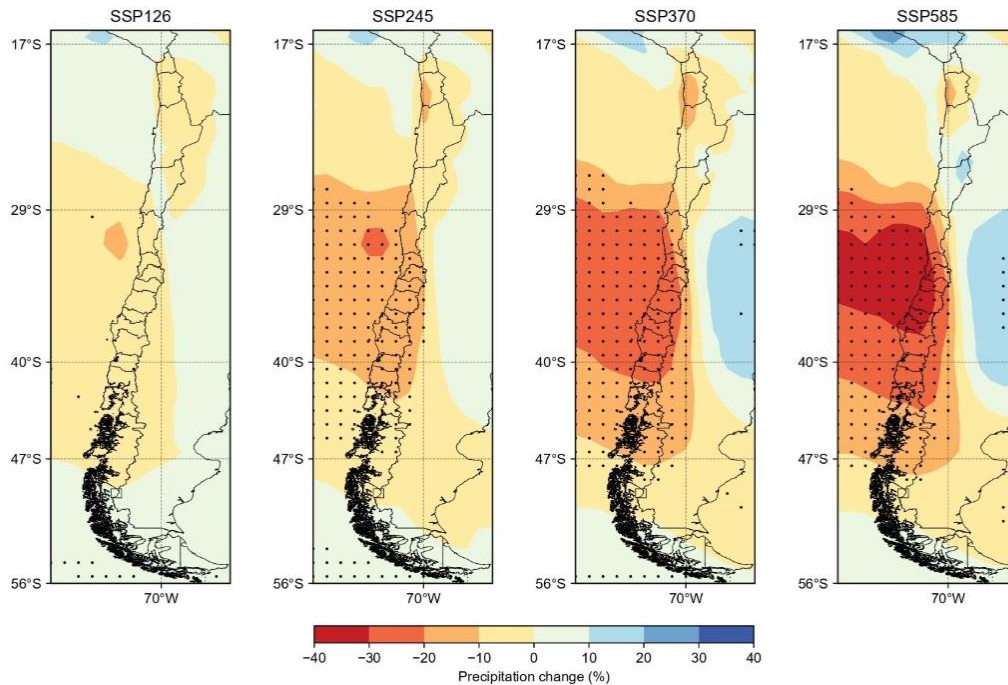 SSP126
SSP245
SSP370
SSP585
17°S
29°S
40°S
47°S
56°S
70°W
17°S
29°S
40°S
47°S
56°S
70°W
17°S
29°S
40°S
47°S
56°S
70°W
17°S
29°S
40°S
47°S
56°S
70°W
−40 −30 −20 −10 0 10 20 30 40
Precipitation change (%)